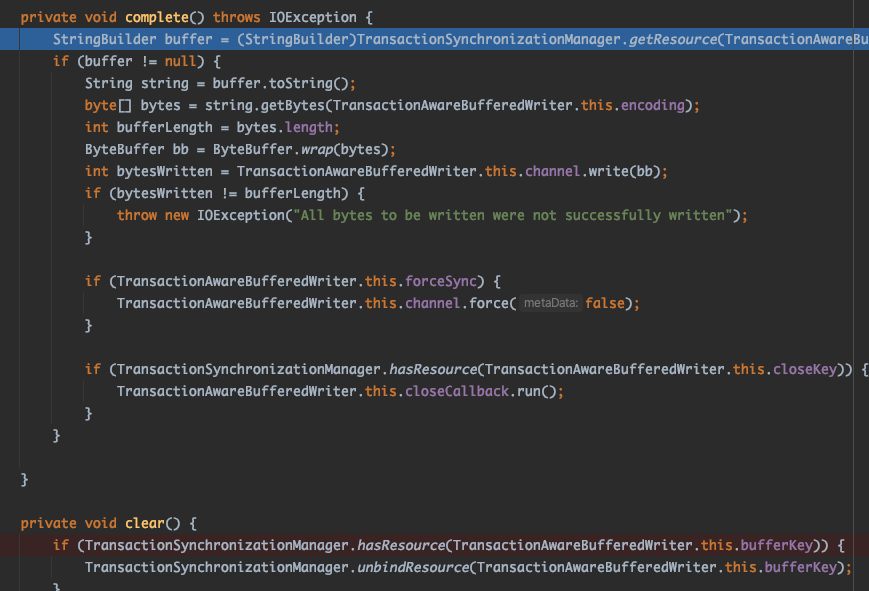 private void complete() throws IOException {
StringBuilder buffer = (StringBuilder)TransactionSynchronizationManager.getResource(TransactionAwareBu
if (buffer != null) {
String string = buffer.toString();
byte[] bytes = string.getBytes(TransactionAwareBufferedWriter.this.encoding);
int bufferLength = bytes.length;
ByteBuffer bb = ByteBuffer.wrap(bytes);
int bytesWritten = TransactionAwareBufferedWriter.this.channel.write(bb);
if (bytesWritten != bufferLength) {
throw new IOException("All bytes to be written were not successfully written");
}
if (TransactionAwareBufferedWriter.this.forceSync) {
TransactionAwareBufferedWriter.this.channel.force( metaData: false);
}
if (TransactionSynchronizationManager.hasResource(TransactionAwareBufferedWriter.this.closeKey)) {
TransactionAwareBufferedWriter.this.closeCallback.run();
}
}
}
private void clear() {
if (TransactionSynchronizationManager.hasResource(TransactionAwareBufferedWriter.this.bufferKey)) {
TransactionSynchronizationManager.unbindResource(TransactionAwareBufferedWriter.this.bufferKey);
}